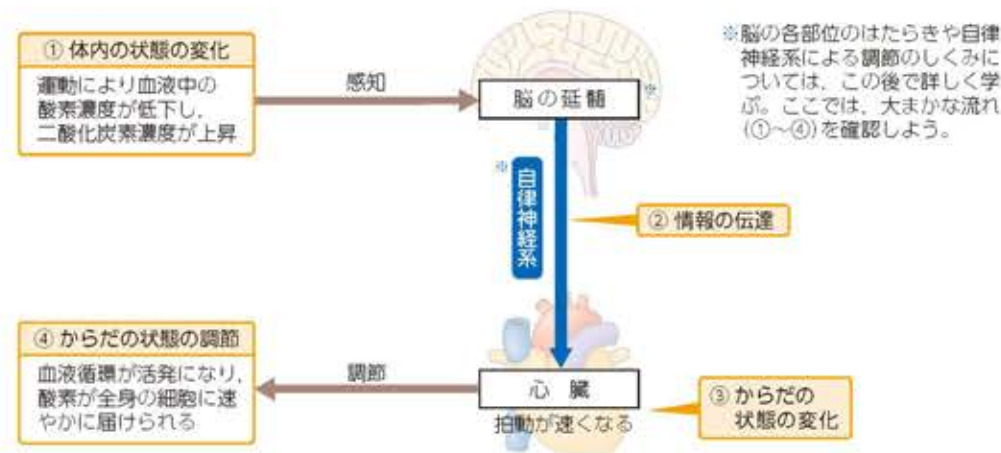 ① 体内の状態の変化
運動により血液中の
酸素濃度が低下し，
二酸化炭素濃度が上昇
感知
脳の延髄
※
※脳の各部位のはたらきや自律
神経系による調節のしくみに
ついては、この後で詳しく学
ぶ。ここでは、大まかな流れ
(①～④)を確認しよう。
※
自律神経系
② 情報の伝達
④ からだの状態の調節
血液循環が活発になり，
酸素が全身の細胞に速
やかに届けられる
調節
心臓
拍動が速くなる
③ からだの
状態の変化